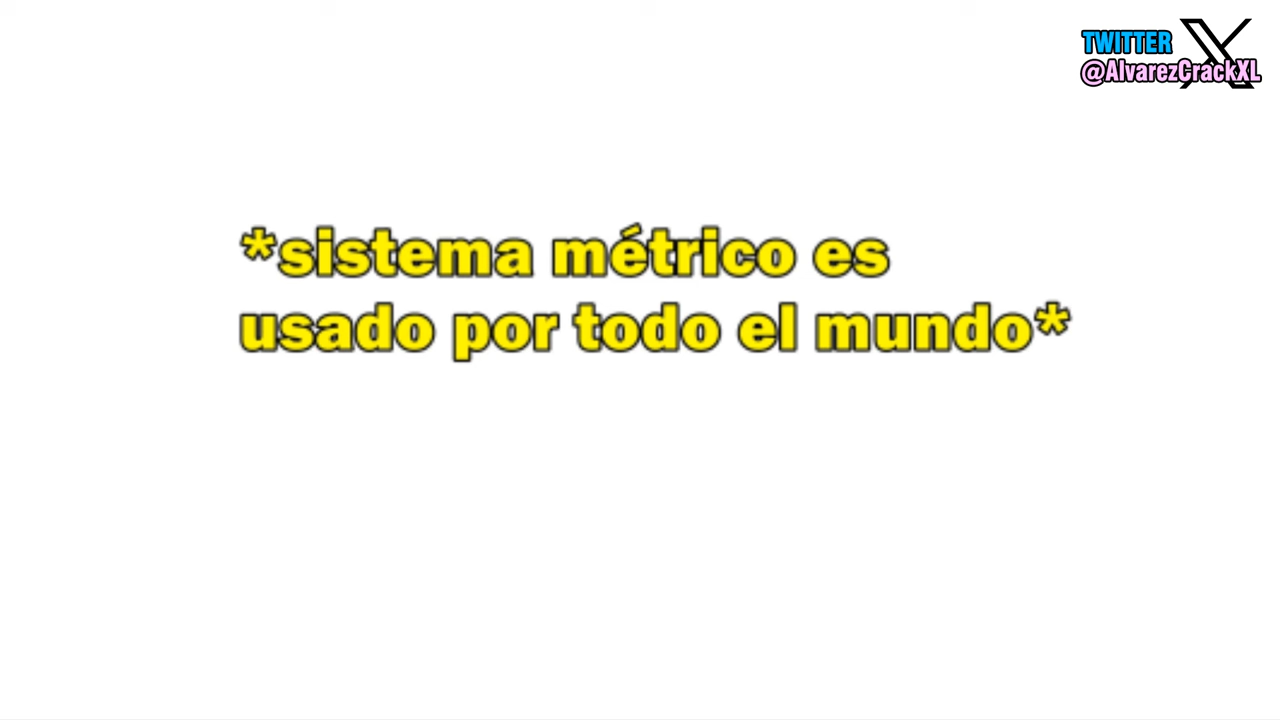 TWITTER
@AlvarezCrackXL
*sistema métrico es
usado por todo el mundo*